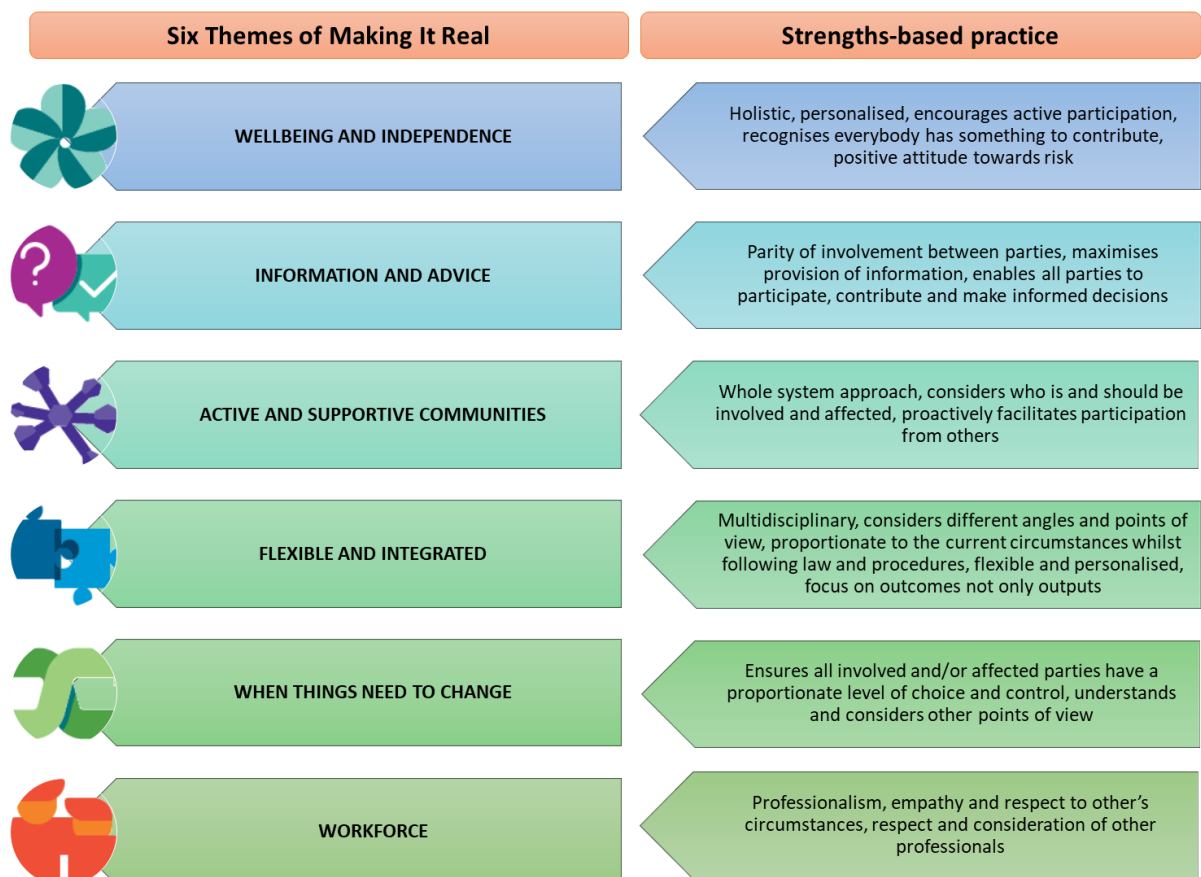 Six Themes of Making It Real
Strengths-based practice
WELLBEING AND INDEPENDENCE
Holistic, personalised, encourages active participation,
recognises everybody has something to contribute,
positive attitude towards risk
?
INFORMATION AND ADVICE
Parity of involvement between parties, maximises
provision of information, enables all parties to
participate, contribute and make informed decisions
ACTIVE AND SUPPORTIVE COMMUNITIES
Whole system approach, considers who is and should be
involved and affected, proactively facilitates participation
from others
FLEXIBLE AND INTEGRATED
Multidisciplinary, considers different angles and points of
view, proportionate to the current circumstances whilst
following law and procedures, flexible and personalised,
focus on outcomes not only outputs
WHEN THINGS NEED TO CHANGE
Ensures all involved and/or affected parties have a
proportionate level of choice and control, understands
and considers other points of view
WORKFORCE
Professionalism, empathy and respect to other’s
circumstances, respect and consideration of other
professionals